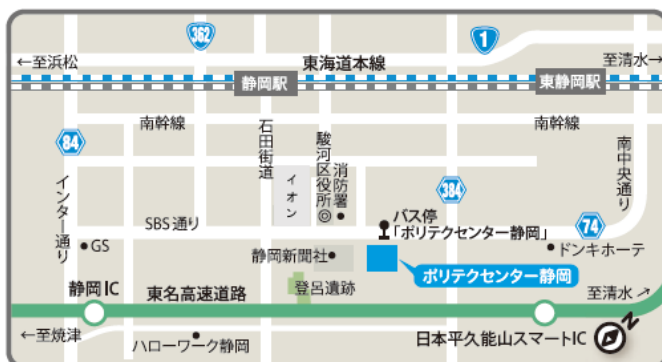 362
1
←至浜松
東海道本線
至清水→
静岡駅
東静岡駅
84
南幹線
石田街道
駿河区役所
消防署
南幹線
南中央通り
イオン
384
インター通り
SBS通り
バス停
「ポリテクセンター静岡」
74
GS
静岡新聞社
ドンキホーテ
ポリテクセンター静岡
静岡IC
東名高速道路
登呂遺跡
至清水
←至焼津
ハローワーク静岡
日本平久能山スマートIC
N